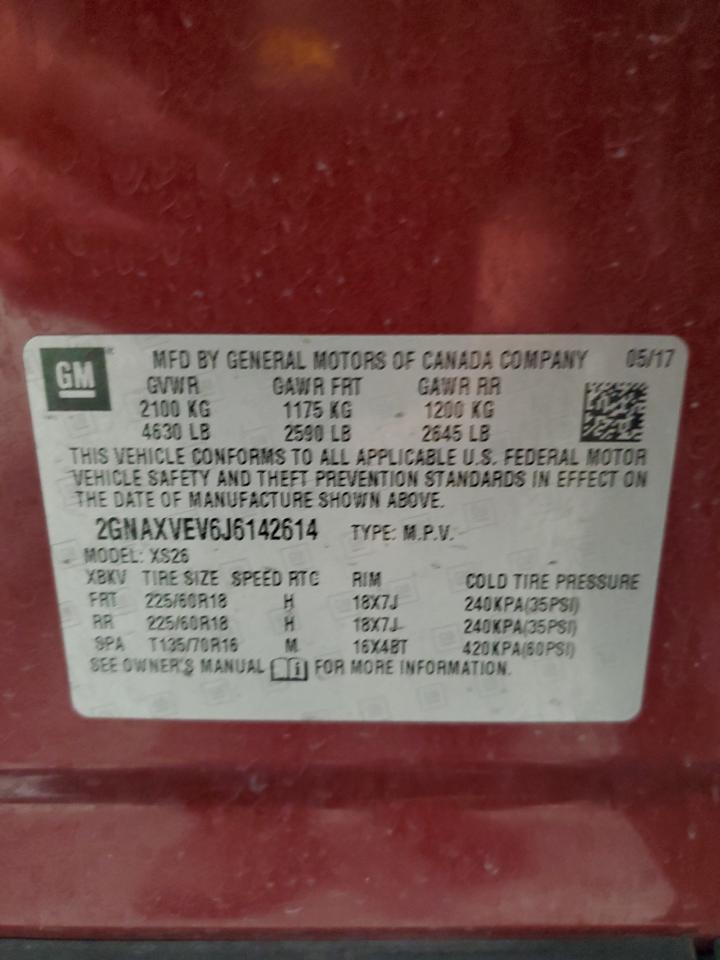 GM
MFD BY GENERAL MOTORS OF CANADA COMPANY 05/17
GVWR GAWR FRT GAWR RR
2100 KG 1175 KG 1200 KG
4630 LB 2590 LB 2645 LB
THIS VEHICLE CONFORMS TO ALL APPLICABLE U.S. FEDERAL MOTOR
VEHICLE SAFETY AND THEFT PREVENTION STANDARDS IN EFFECT ON
THE DATE OF MANUFACTURE SHOWN ABOVE.
2GNAXVEV6J6142614 TYPE: M.P.V.
MODEL: XS26
XBKV TIRE SIZE SPEED RTG RIM COLD TIRE PRESSURE
FRT 225/60R18 H 18X7J 240KPA(35PSI)
RR 225/60R18 H 18X7J 240KPA(35PSI)
SPA T135/70R16 M 16X4BT 420KPA(60PSI)
SEE OWNER'S MANUAL FOR MORE INFORMATION.